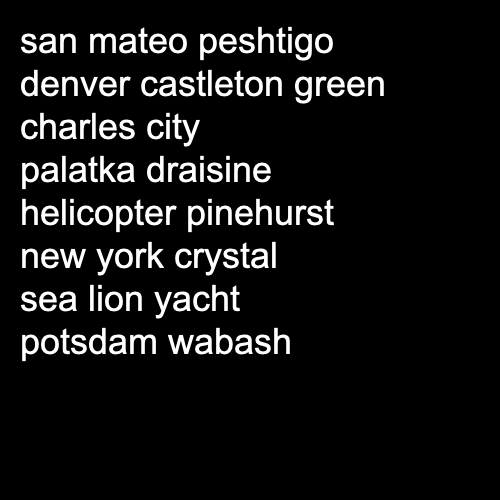 san mateo peshtigo
denver castleton green
charles city
palatka draisine
helicopter pinehurst
new york crystal
sea lion yacht
potsdam wabash